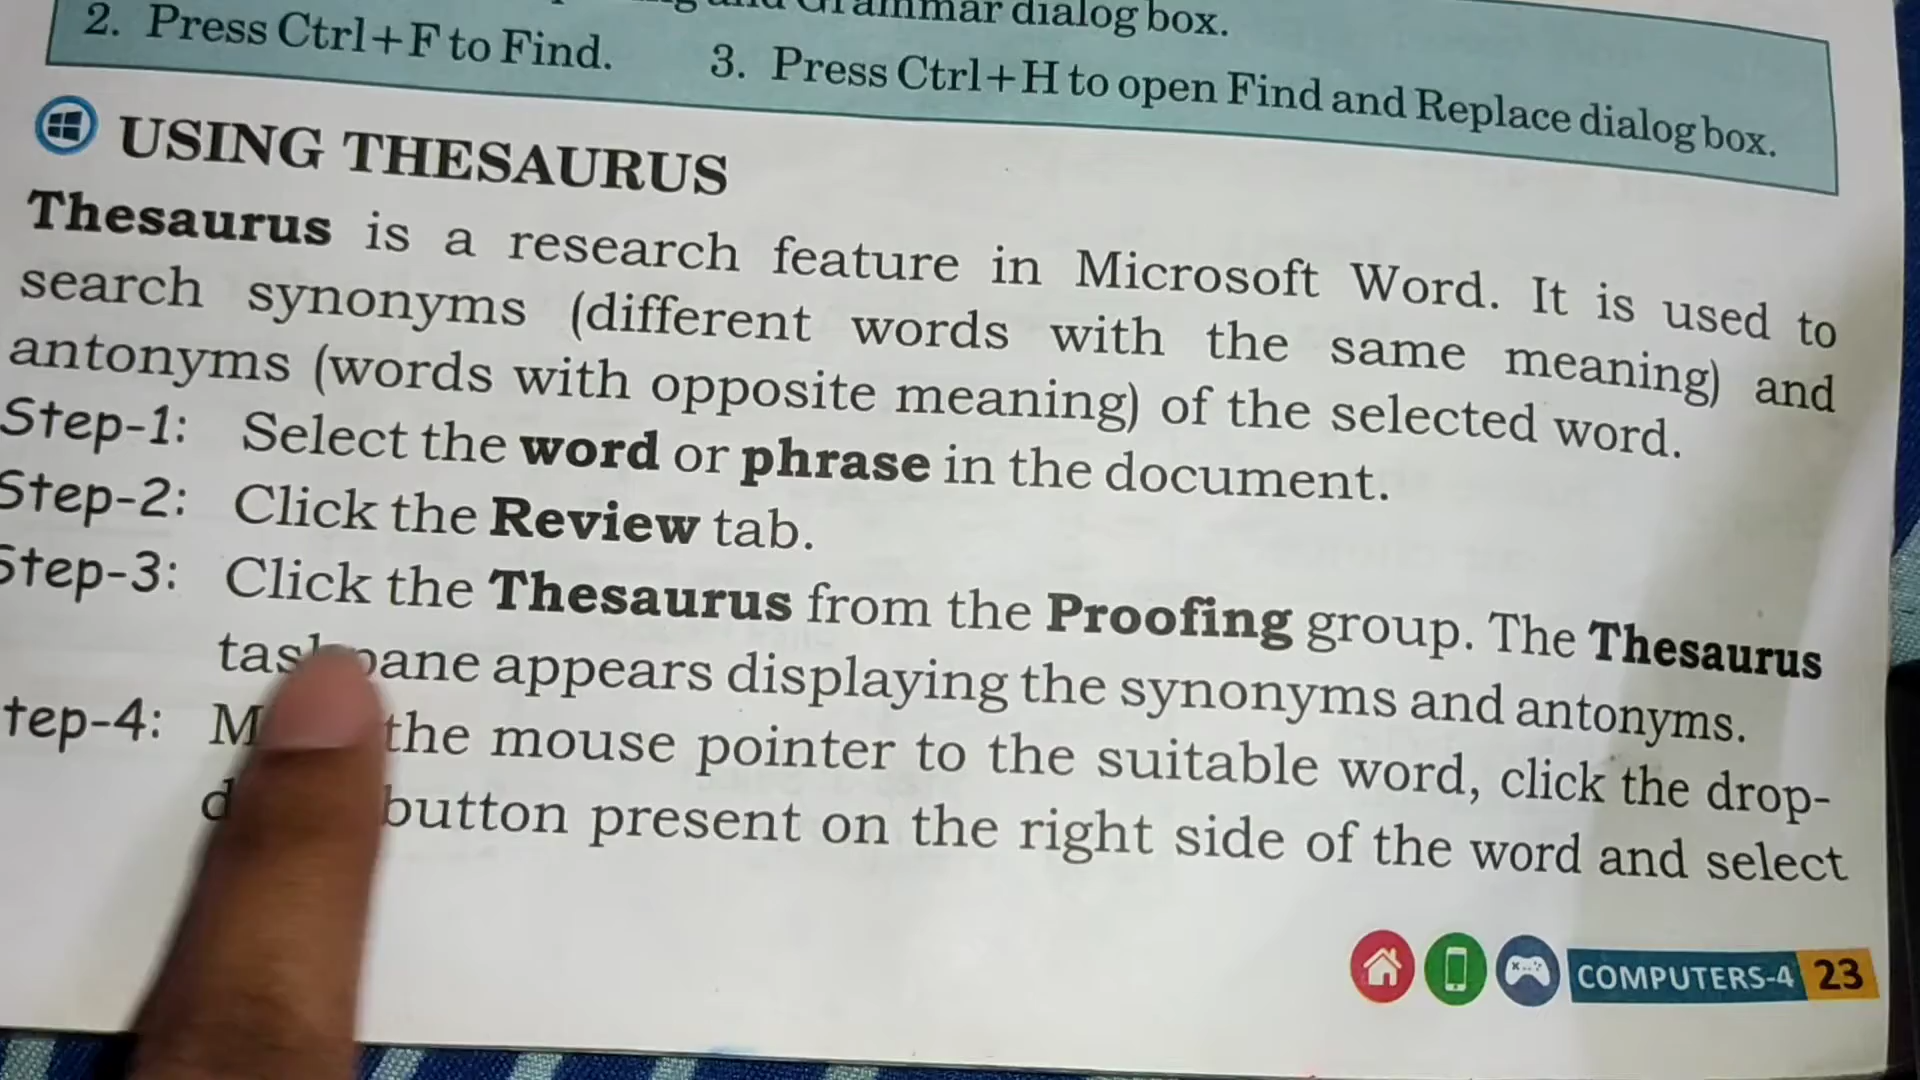 and Grammar dialog box.
2. Press Ctrl+F to Find. 3. Press Ctrl+H to open Find and Replace dialog box.
USING THESAURUS
Thesaurus is a research feature in Microsoft Word. It is used to
search synonyms (different words with the same meaning) and
antonyms (words with opposite meaning) of the selected word.
Step-1: Select the word or phrase in the document.
Step-2: Click the Review tab.
Step-3: Click the Thesaurus from the Proofing group. The Thesaurus
pane appears displaying the synonyms and antonyms.
tep-4: the mouse pointer to the suitable word, click the drop-
button present on the right side of the word and select
COMPUTERS-4 23